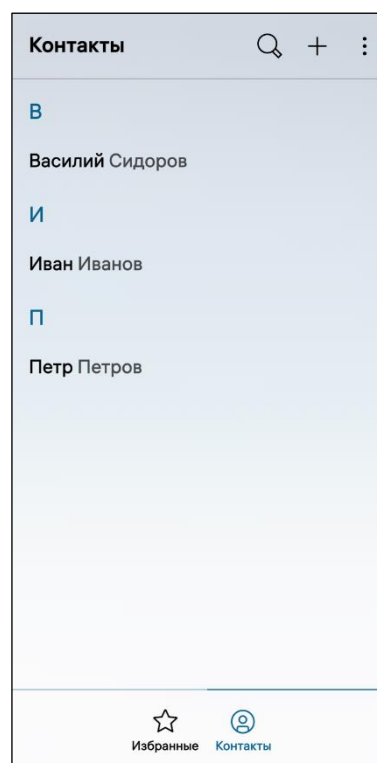 Контакты
В
Василий Сидоров
И
Иван Иванов
П
Петр Петров
Избранные Контакты